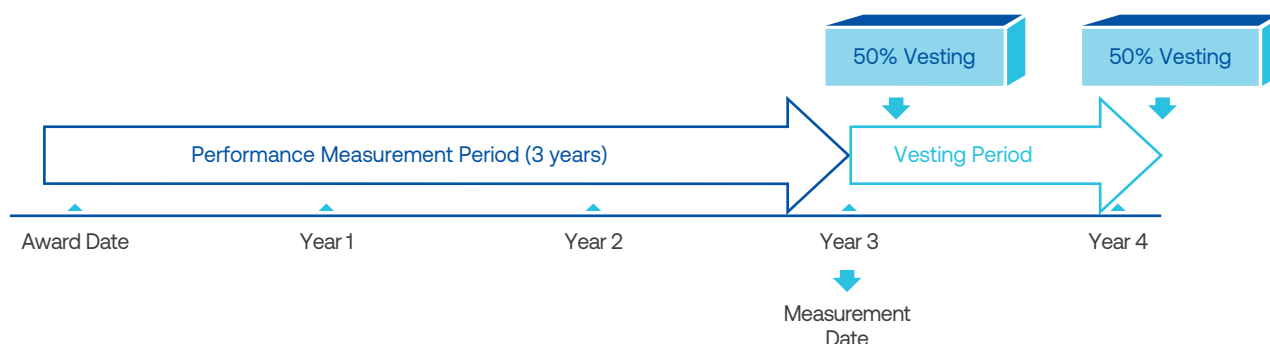 50% Vesting
50% Vesting
Performance Measurement Period (3 years)
Vesting Period
Award Date
Year 1
Year 2
Year 3
Year 4
Measurement
Date